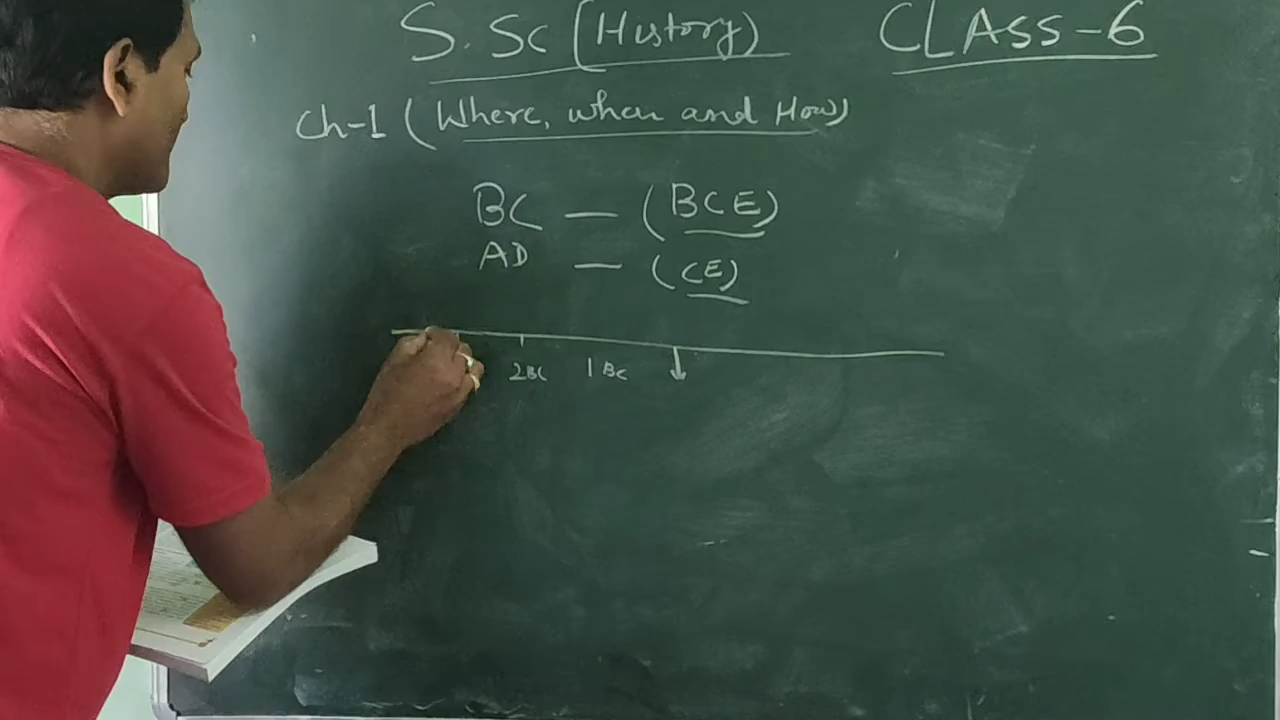 S.Sc (History) CLASS-6
Ch-1 (Where, when and How)
BC — (BCE)
AD — (CE)
2BC 1BC